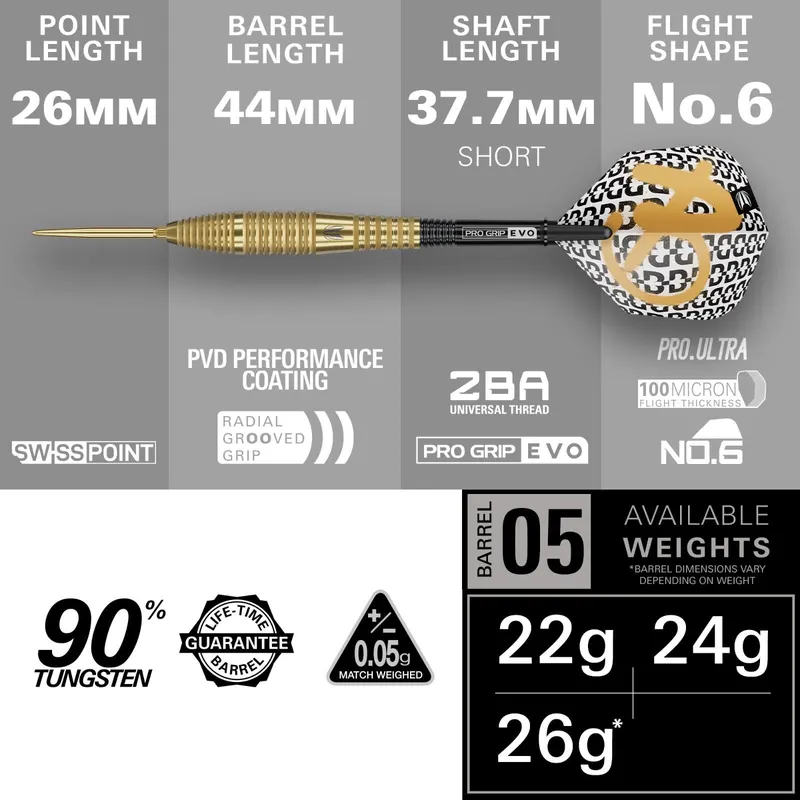 POINT
LENGTH
26MM
BARREL
LENGTH
44MM
SHAFT
LENGTH
37.7MM
SHORT
FLIGHT
SHAPE
No.6
PRO GRIP EVO
PVD PERFORMANCE
COATING
RADIAL
GROOVED
GRIP
SWISSPOINT
2BA
UNIVERSAL THREAD
PRO GRIP EVO
PRO.ULTRA
100MICRON
FLIGHT THICKNESS
NO.6
90%
TUNGSTEN
LIFE-TIME
GUARANTEE
BARREL
+/-
0.05g
MATCH WEIGHED
BARREL
05
AVAILABLE
WEIGHTS
*BARREL DIMENSIONS VARY
DEPENDING ON WEIGHT
22g
24g
26g*